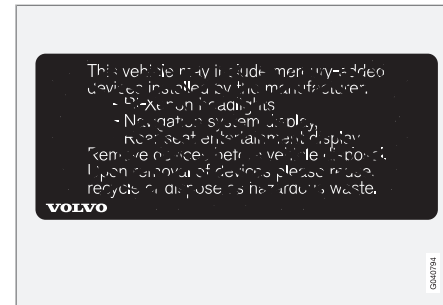 This vehicle may include mercury-added
devices installed by the manufacturer:
- Bi-Xenon headlights
- Navigation system display
- Rear seat entertainment display
Remove devices before vehicle disposal.
Upon removal of devices please reuse,
recycle or dispose as hazardous waste.
VOLVO
G040794